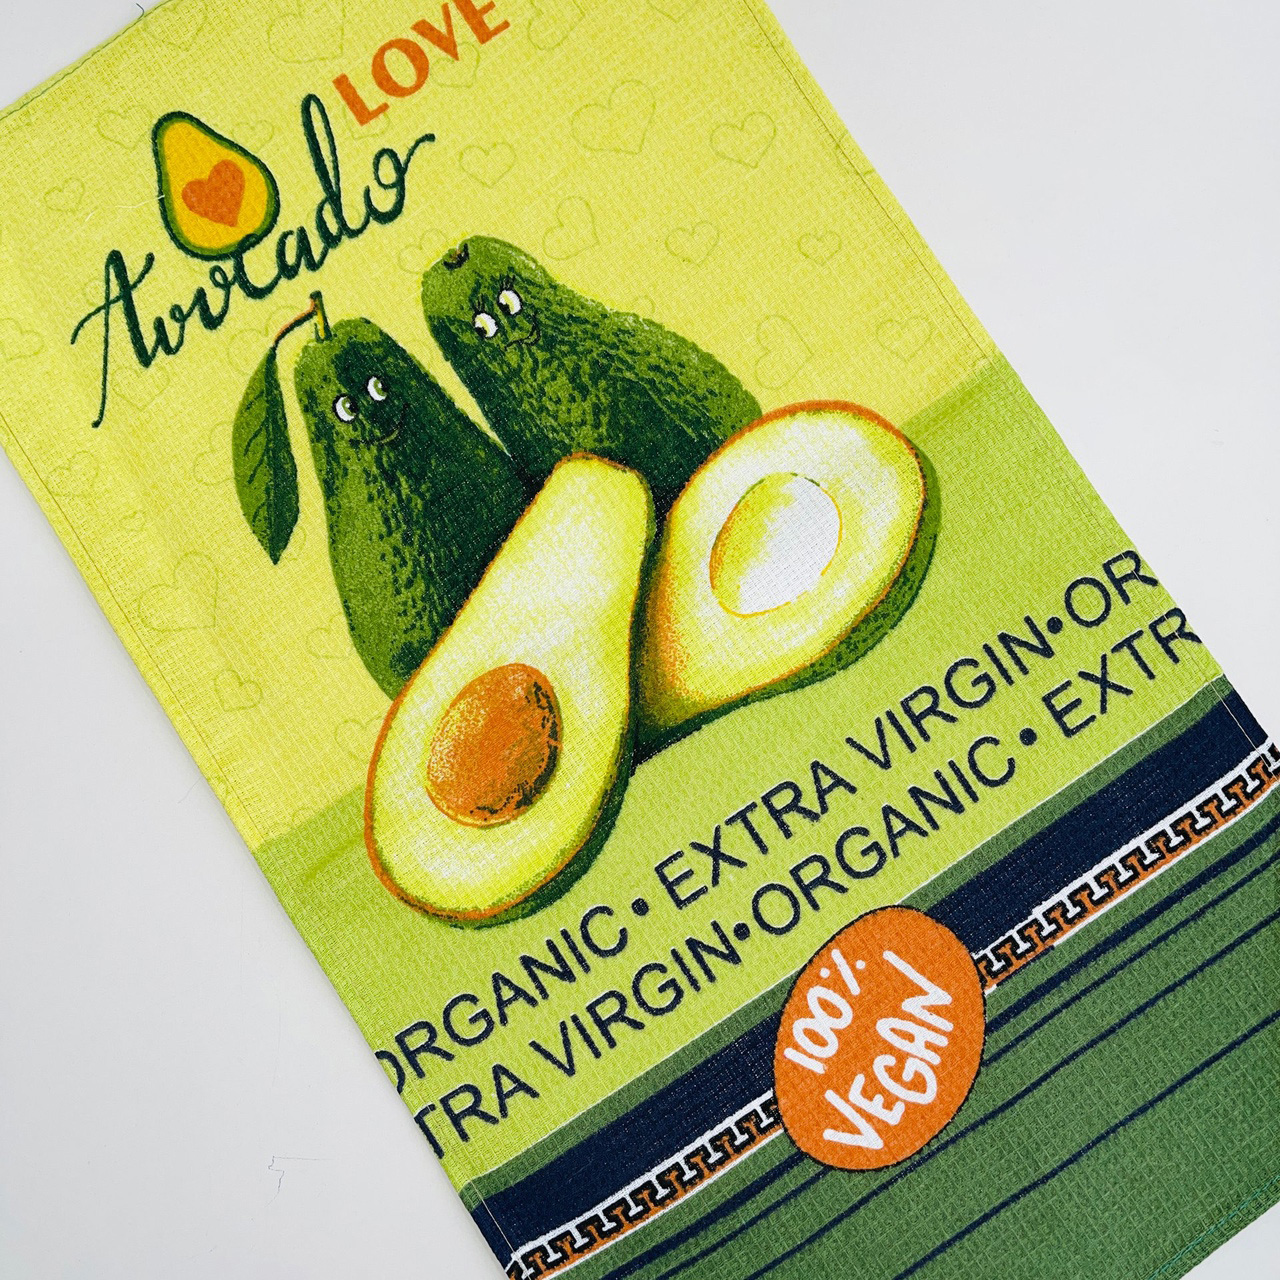 LOVE
Avocado
ORGANIC • EXTRA VIRGIN•OR
TRA VIRGIN•ORGANIC • EXTR
100%
VEGAN